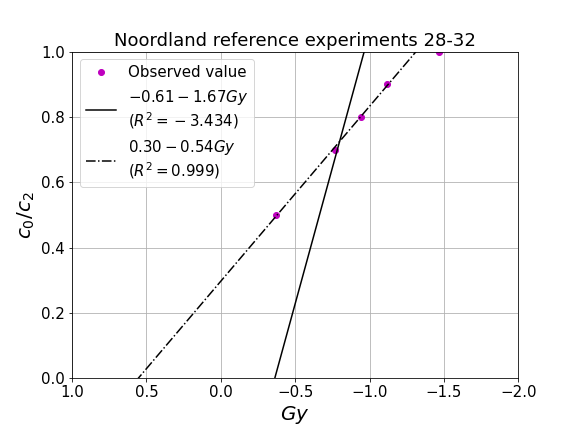 Noordland reference experiments 28-32
Observed value
−0.61 − 1.67Gy
(R² = −3.434)
0.30 − 0.54Gy
(R² = 0.999)
c₀/c₂
1.0
0.8
0.6
0.4
0.2
0.0
1.0 0.5 0.0 −0.5 −1.0 −1.5 −2.0
Gy